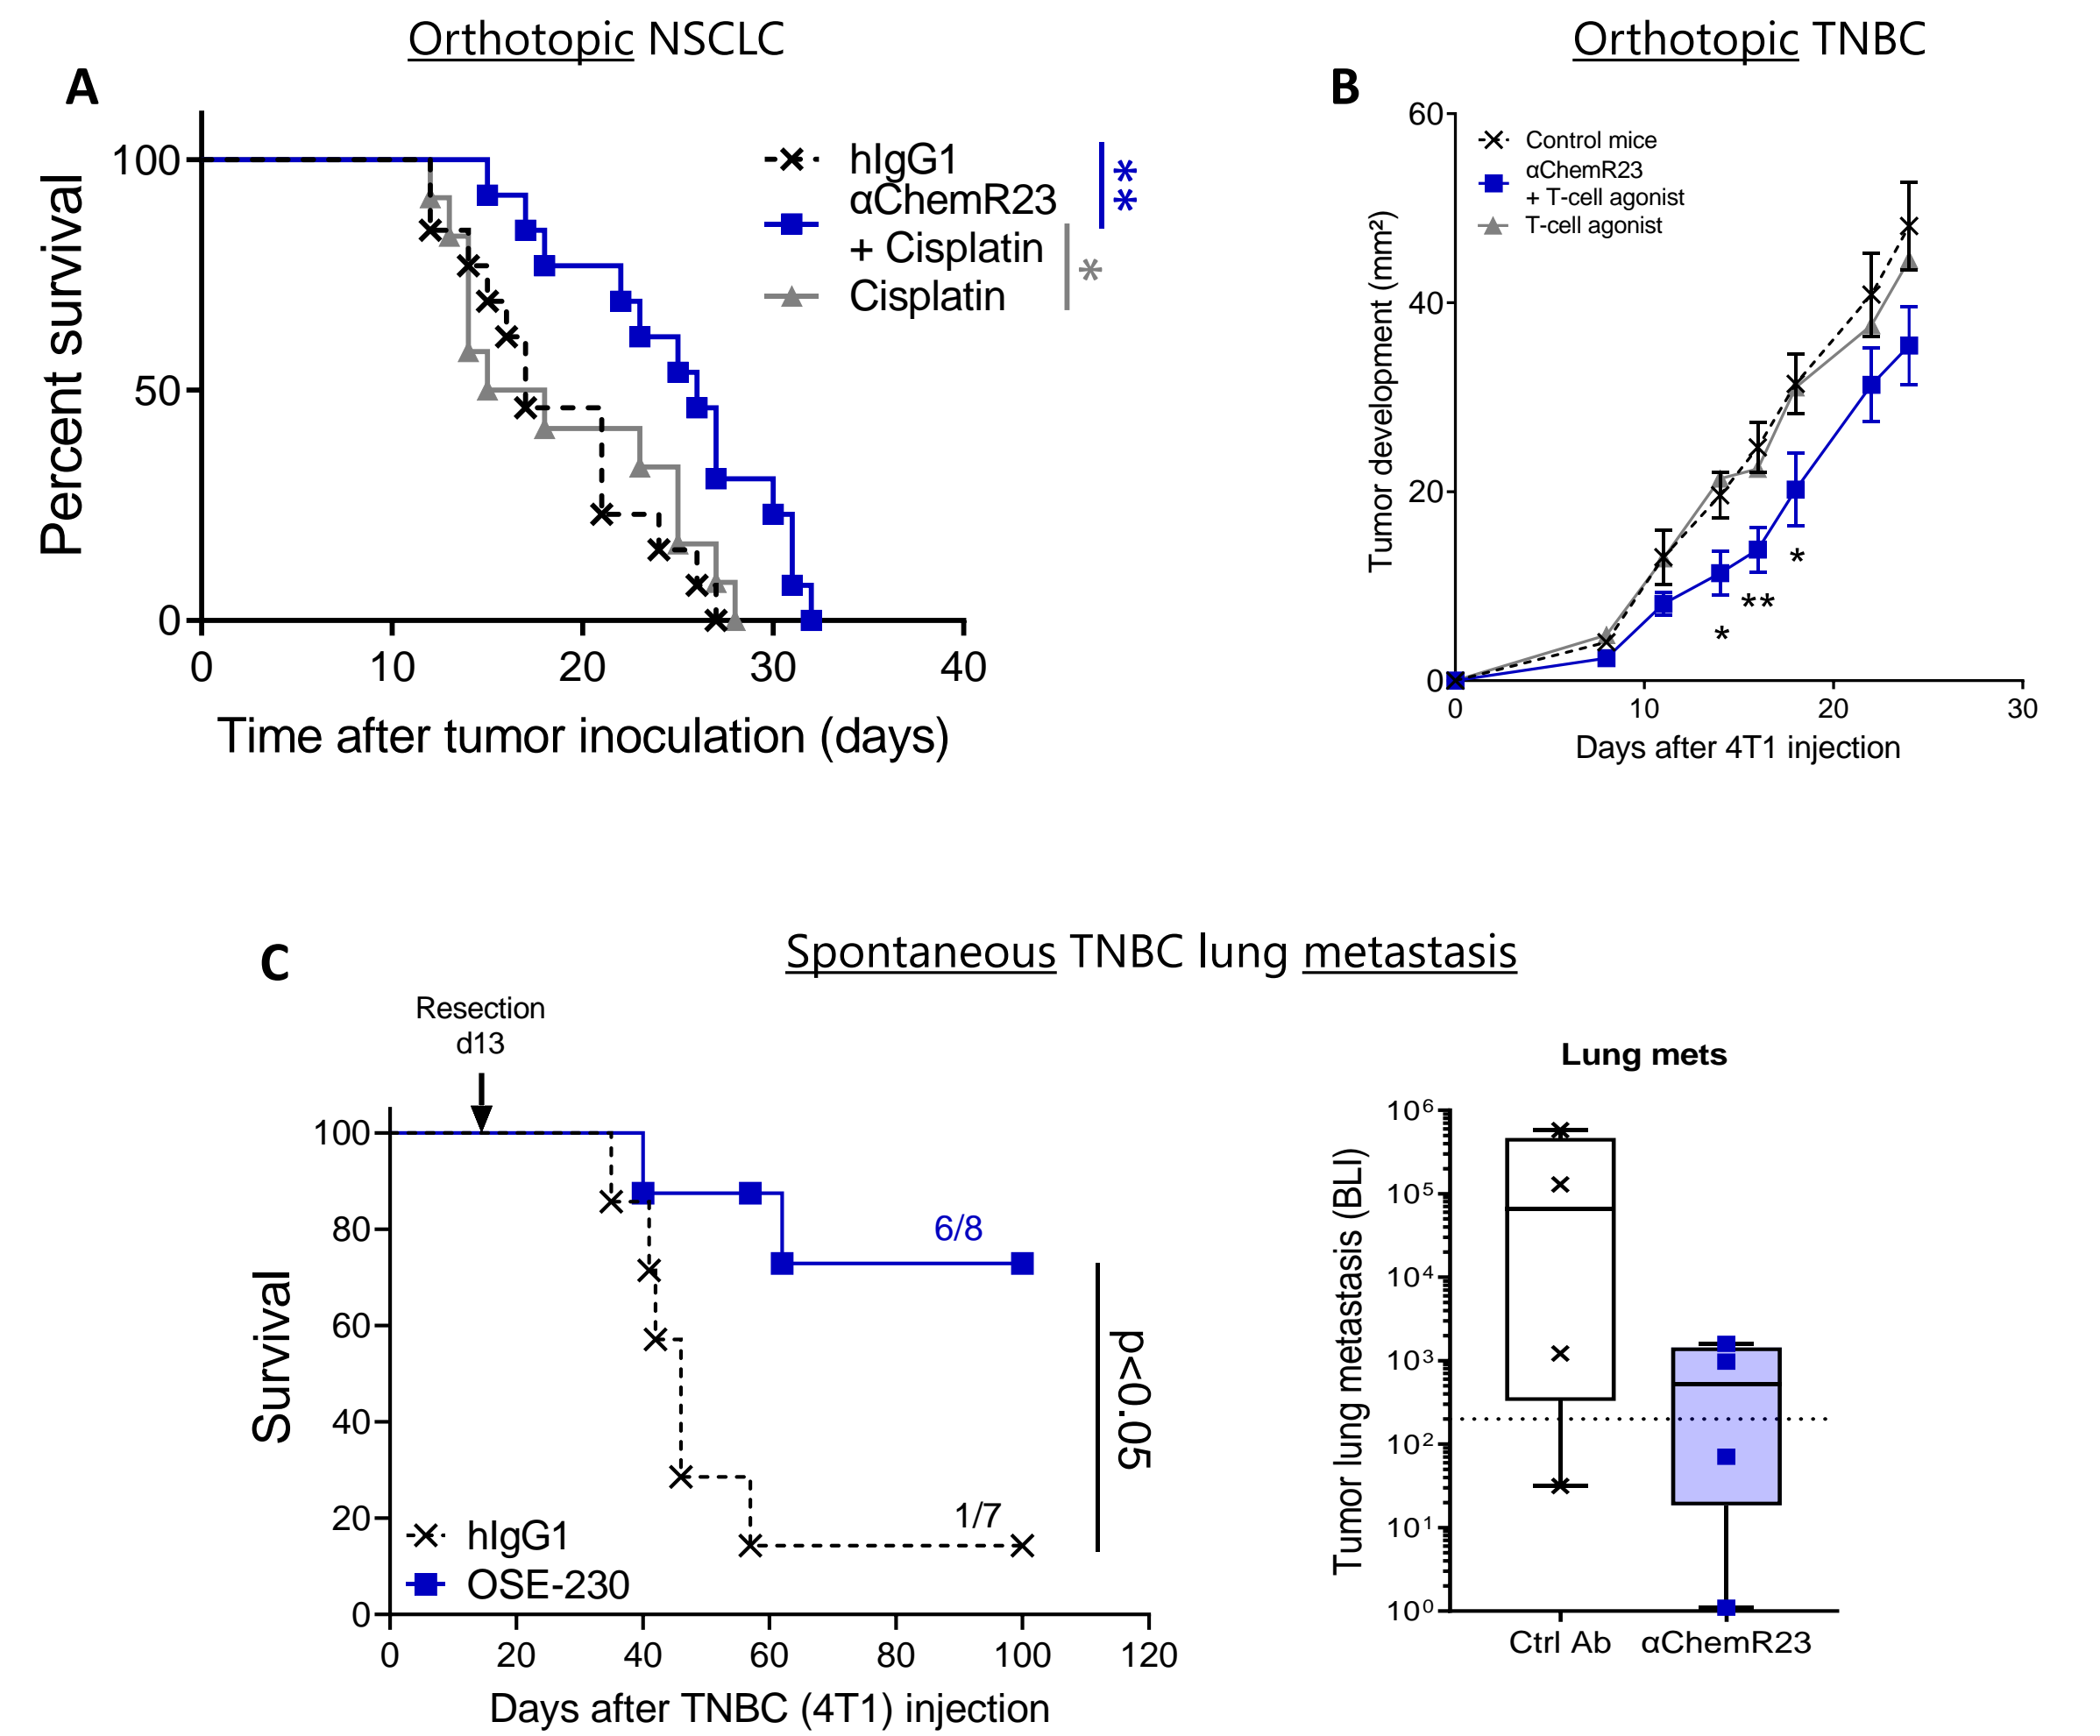 Orthotopic NSCLC
A
Percent survival
100
50
0
0 10 20 30 40
Time after tumor inoculation (days)
hIgG1
αChemR23
+ Cisplatin
Cisplatin
**
*
Orthotopic TNBC
B
Tumor development (mm²)
60
40
20
0
0 10 20 30
Days after 4T1 injection
Control mice
αChemR23
+ T-cell agonist
T-cell agonist
*
**
*
C
Spontaneous TNBC lung metastasis
Resection
d13
Survival
100
80
60
40
20
0
0 20 40 60 80 100 120
Days after TNBC (4T1) injection
6/8
1/7
hIgG1
OSE-230
p<0.05
Lung mets
Tumor lung metastasis (BLI)
10⁶
10⁵
10⁴
10³
10²
10¹
10⁰
Ctrl Ab αChemR23